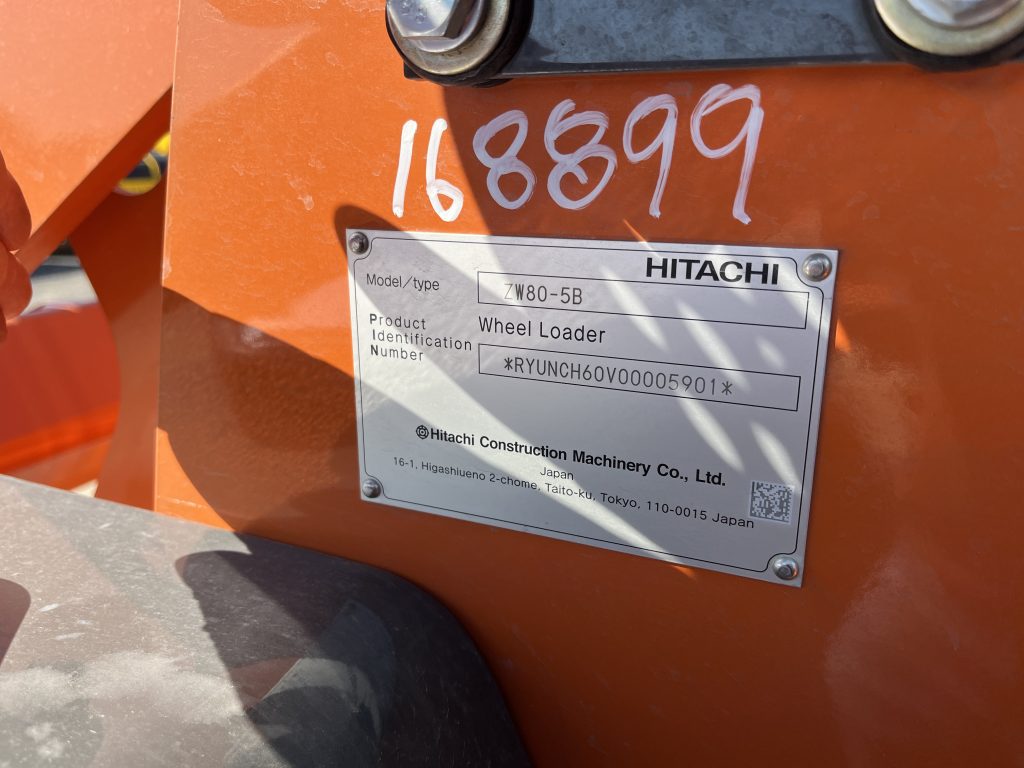 168899
HITACHI
Model/type
ZW80-5B
Wheel Loader
Product
Identification
Number
*RYUNCH60V00005901*
Hitachi Construction Machinery Co., Ltd.
Japan
16-1, Higashiueno 2-chome, Taito-ku, Tokyo, 110-0015 Japan